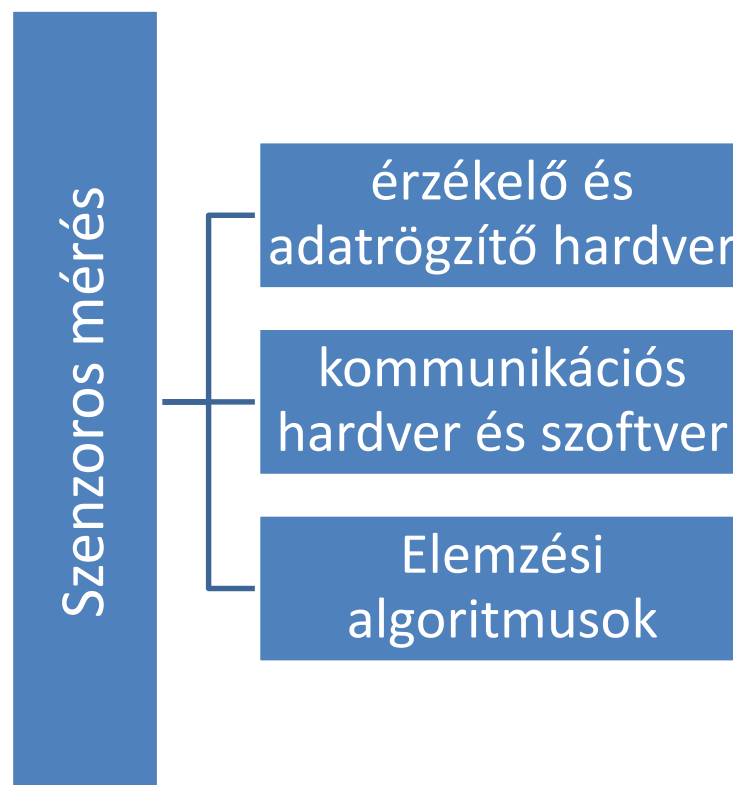 Szenzoros mérés
érzékelő és
adatrögzítő hardver
kommunikációs
hardver és szoftver
Elemzési
algoritmusok